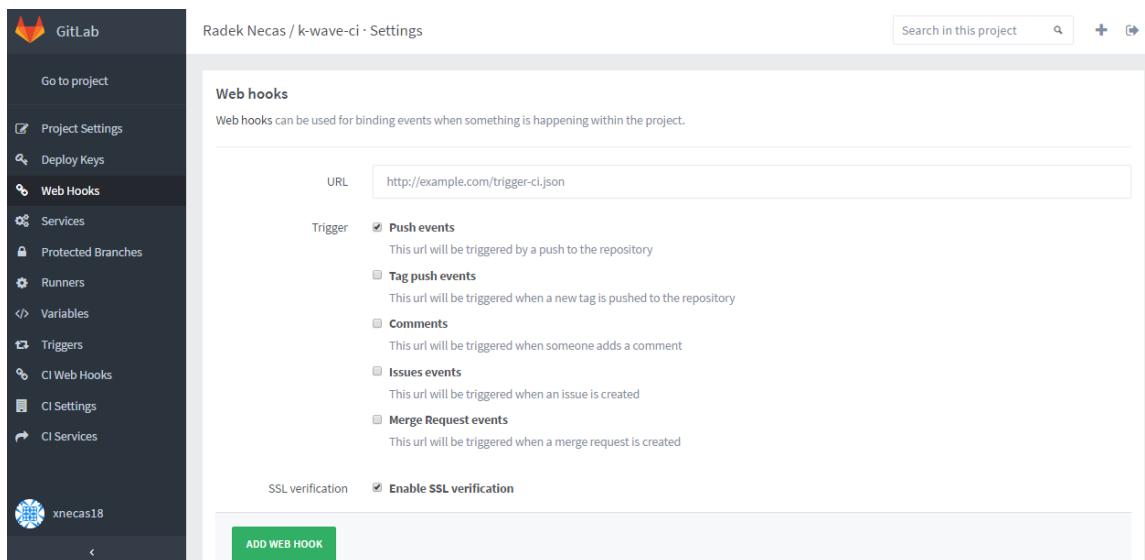 GitLab
Radek Necas / k-wave-ci · Settings
Search in this project
Go to project
Project Settings
Deploy Keys
Web Hooks
Services
Protected Branches
Runners
Variables
Triggers
CI Web Hooks
CI Settings
CI Services
xnecas18
Web hooks
Web hooks can be used for binding events when something is happening within the project.
URL
http://example.com/trigger-ci.json
Trigger
Push events
This url will be triggered by a push to the repository
Tag push events
This url will be triggered when a new tag is pushed to the repository
Comments
This url will be triggered when someone adds a comment
Issues events
This url will be triggered when an issue is created
Merge Request events
This url will be triggered when a merge request is created
SSL verification
Enable SSL verification
ADD WEB HOOK